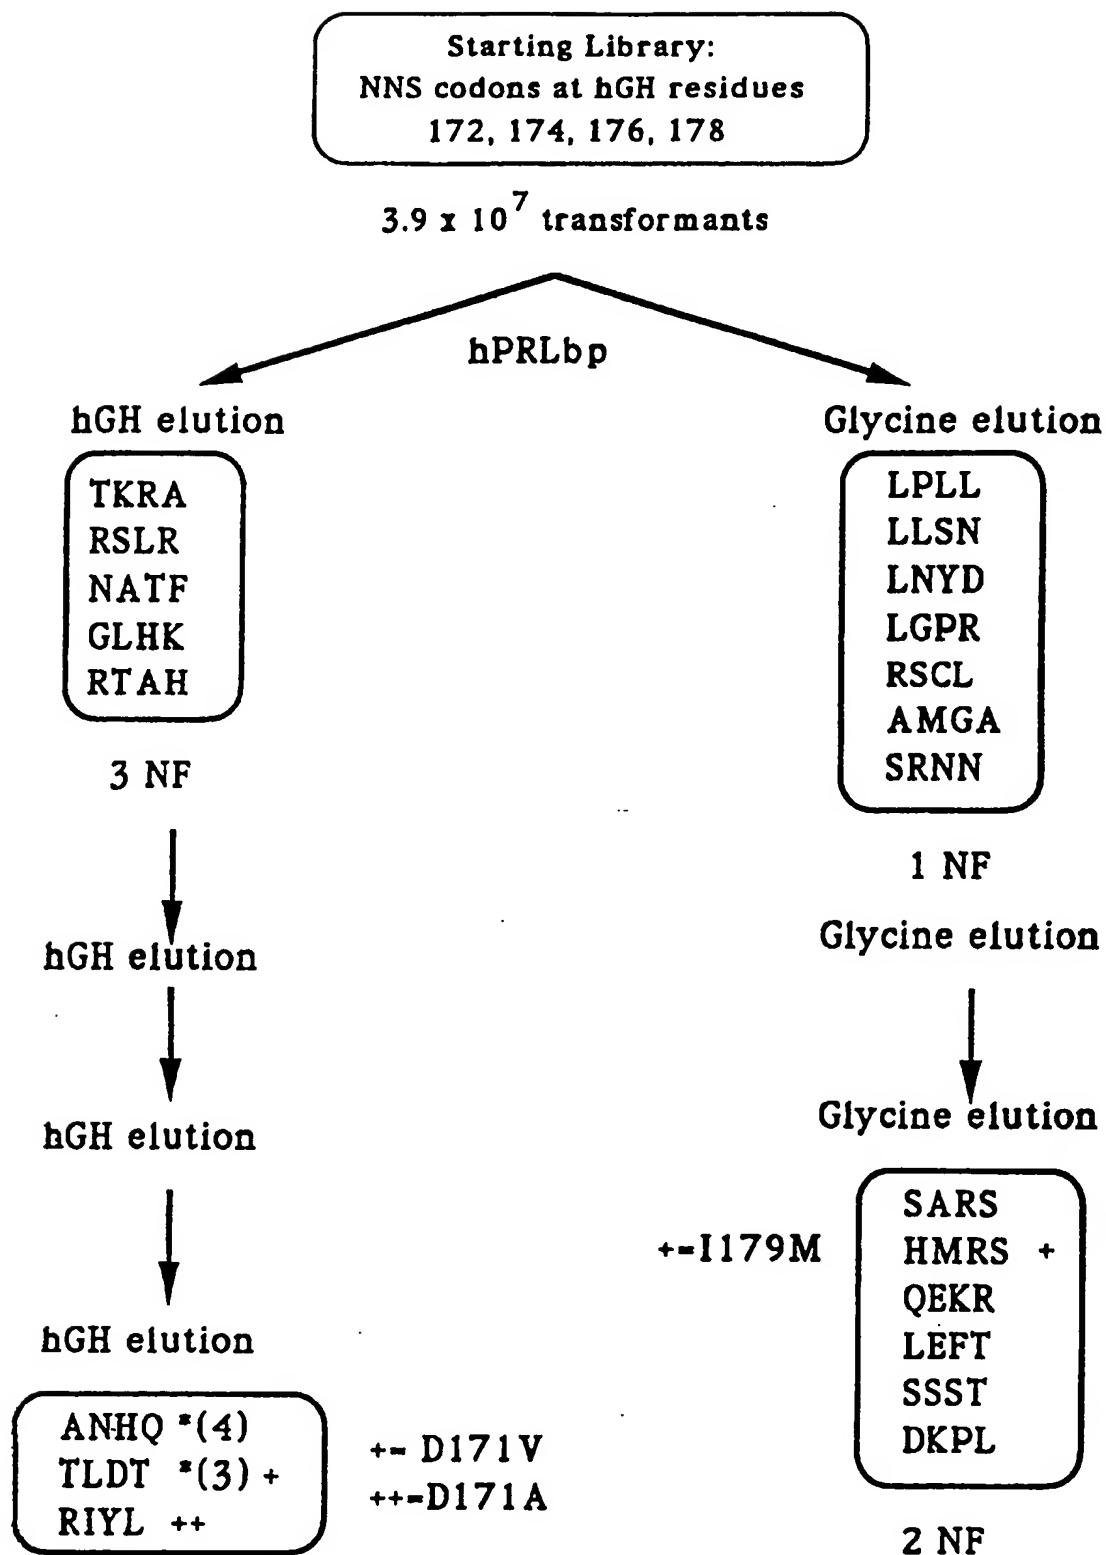 Starting Library:
NNS codons at hGH residues
172, 174, 176, 178
3.9 x 10^7 transformants
hPRLbp
hGH elution
TKRA
RSLR
NATF
GLHK
RTAH
3 NF
hGH elution
hGH elution
hGH elution
ANHQ *(4)
TLDT *(3) +
RIYL ++
+= D171V
++=D171A
Glycine elution
LPLL
LLSN
LNYD
LGPR
RSCL
AMGA
SRNN
1 NF
Glycine elution
Glycine elution
+=I179M
SARS
HMRS +
QEKR
LEFT
SSST
DKPL
2 NF